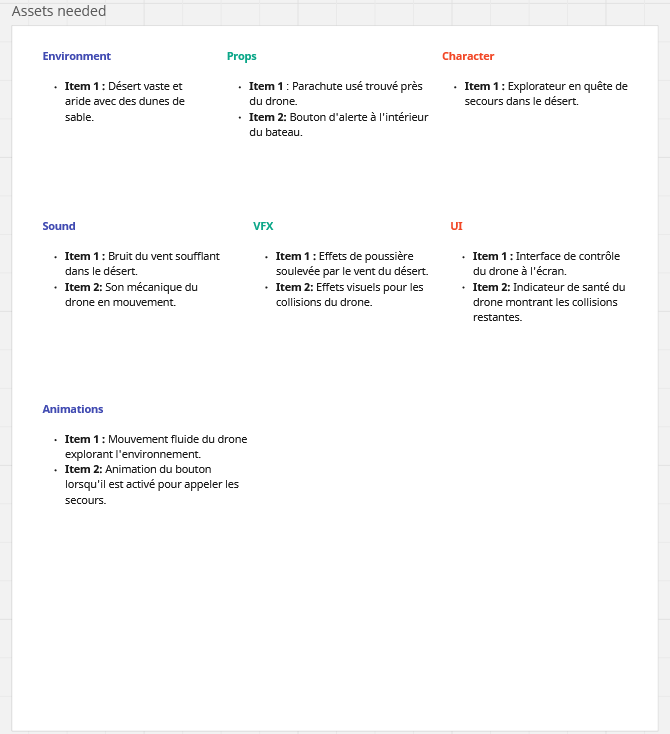 Assets needed
Environment
• Item 1 : Désert vaste et
aride avec des dunes de
sable.
Props
• Item 1 : Parachute usé trouvé près
du drone.
• Item 2: Bouton d'alerte à l'intérieur
du bateau.
Character
• Item 1 : Explorateur en quête de
secours dans le désert.
Sound
• Item 1 : Bruit du vent soufflant
dans le désert.
• Item 2: Son mécanique du
drone en mouvement.
VFX
• Item 1 : Effets de poussière
soulevée par le vent du désert.
• Item 2: Effets visuels pour les
collisions du drone.
UI
• Item 1 : Interface de contrôle
du drone à l'écran.
• Item 2: Indicateur de santé du
drone montrant les collisions
restantes.
Animations
• Item 1 : Mouvement fluide du drone
explorant l'environnement.
• Item 2: Animation du bouton
lorsqu'il est activé pour appeler les
secours.